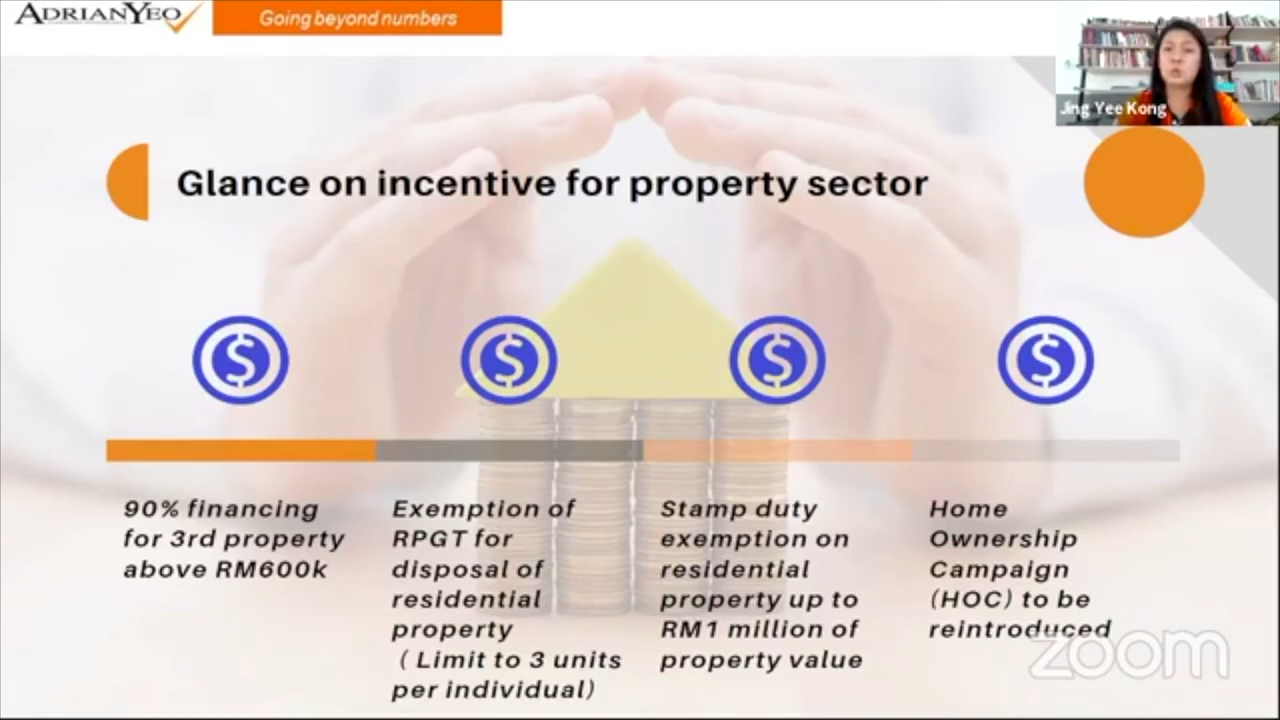 ADRIANYEO
Going beyond numbers
Jing Yee Kong
Glance on incentive for property sector
$ $ $ $
90% financing
for 3rd property
above RM600k
Exemption of
RPGT for
disposal of
residential
property
( Limit to 3 units
per individual)
Stamp duty
exemption on
residential
property up to
RM1 million of
property value
Home
Ownership
Campaign
(HOC) to be
reintroduced
zoom